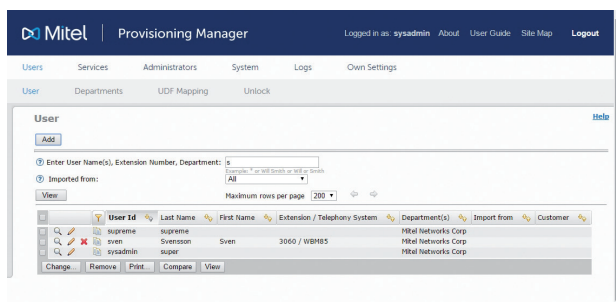 Mitel | Provisioning Manager
Logged in as: sysadmin About User Guide Site Map Logout
Users Services Administrators System Logs Own Settings
User Departments UDF Mapping Unlock
User Help
Add
Enter User Name(s), Extension Number, Department: s
Example: * or Will Smith or Will or Smith
Imported from: All
View Maximum rows per page 200
User Id Last Name First Name Extension / Telephony System Department(s) Import from Customer
supreme supreme Mitel Networks Corp
sven Svensson Sven 3060 / WBM85 Mitel Networks Corp
sysadmin super Mitel Networks Corp
Change... Remove Print... Compare View